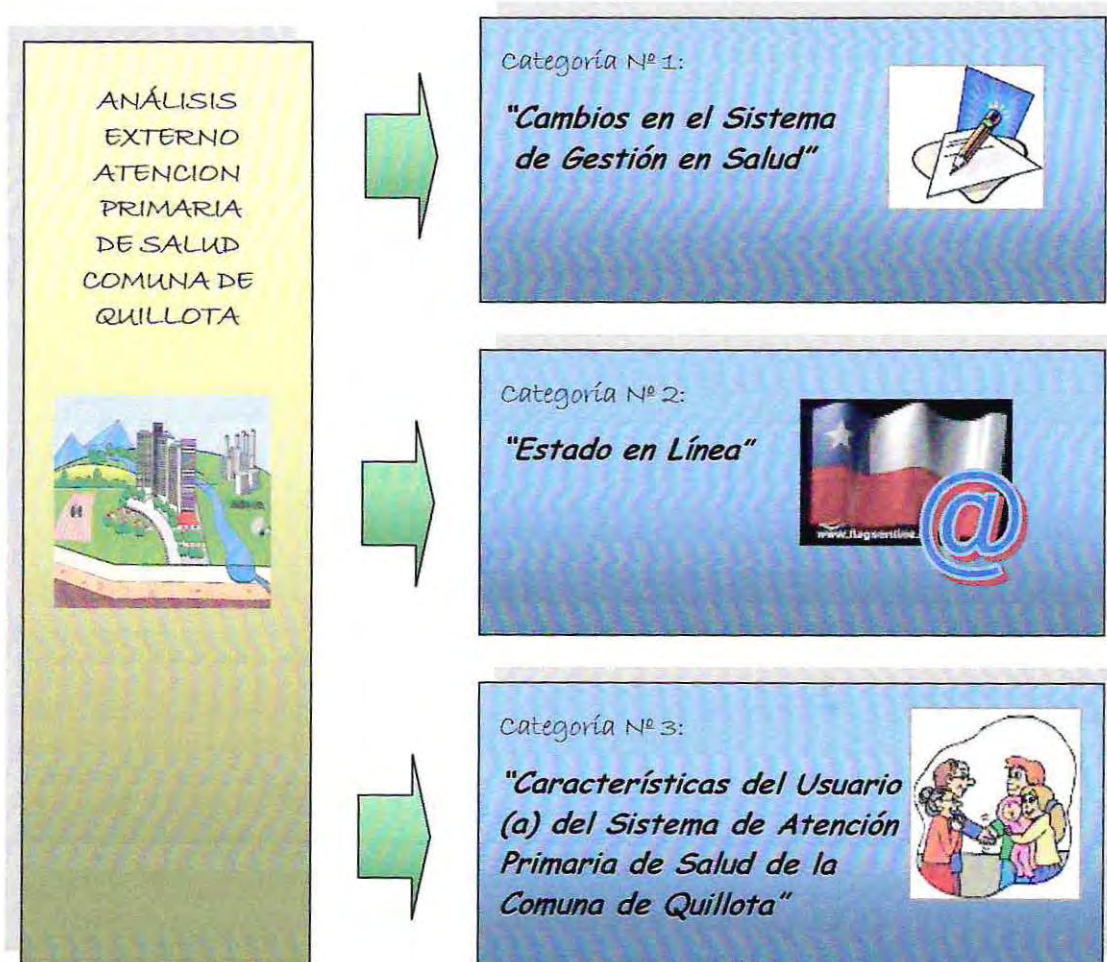 ANÁLISIS
EXTERNO
ATENCION
PRIMARIA
DE SALUD
COMUNA DE
QUILLOTA
Categoría Nº 1:
"Cambios en el Sistema
de Gestión en Salud"
Categoría Nº 2:
"Estado en Línea"
@
Categoría Nº 3:
"Características del Usuario
(a) del Sistema de Atención
Primaria de Salud de la
Comuna de Quillota"